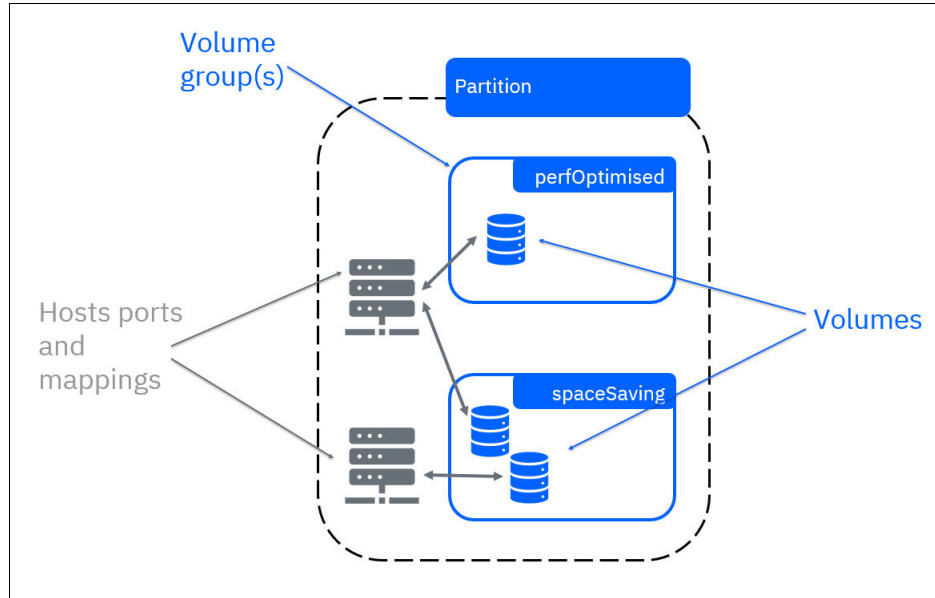 Volume
group(s)
Partition
perfOptimised
Hosts ports
and
mappings
Volumes
spaceSaving